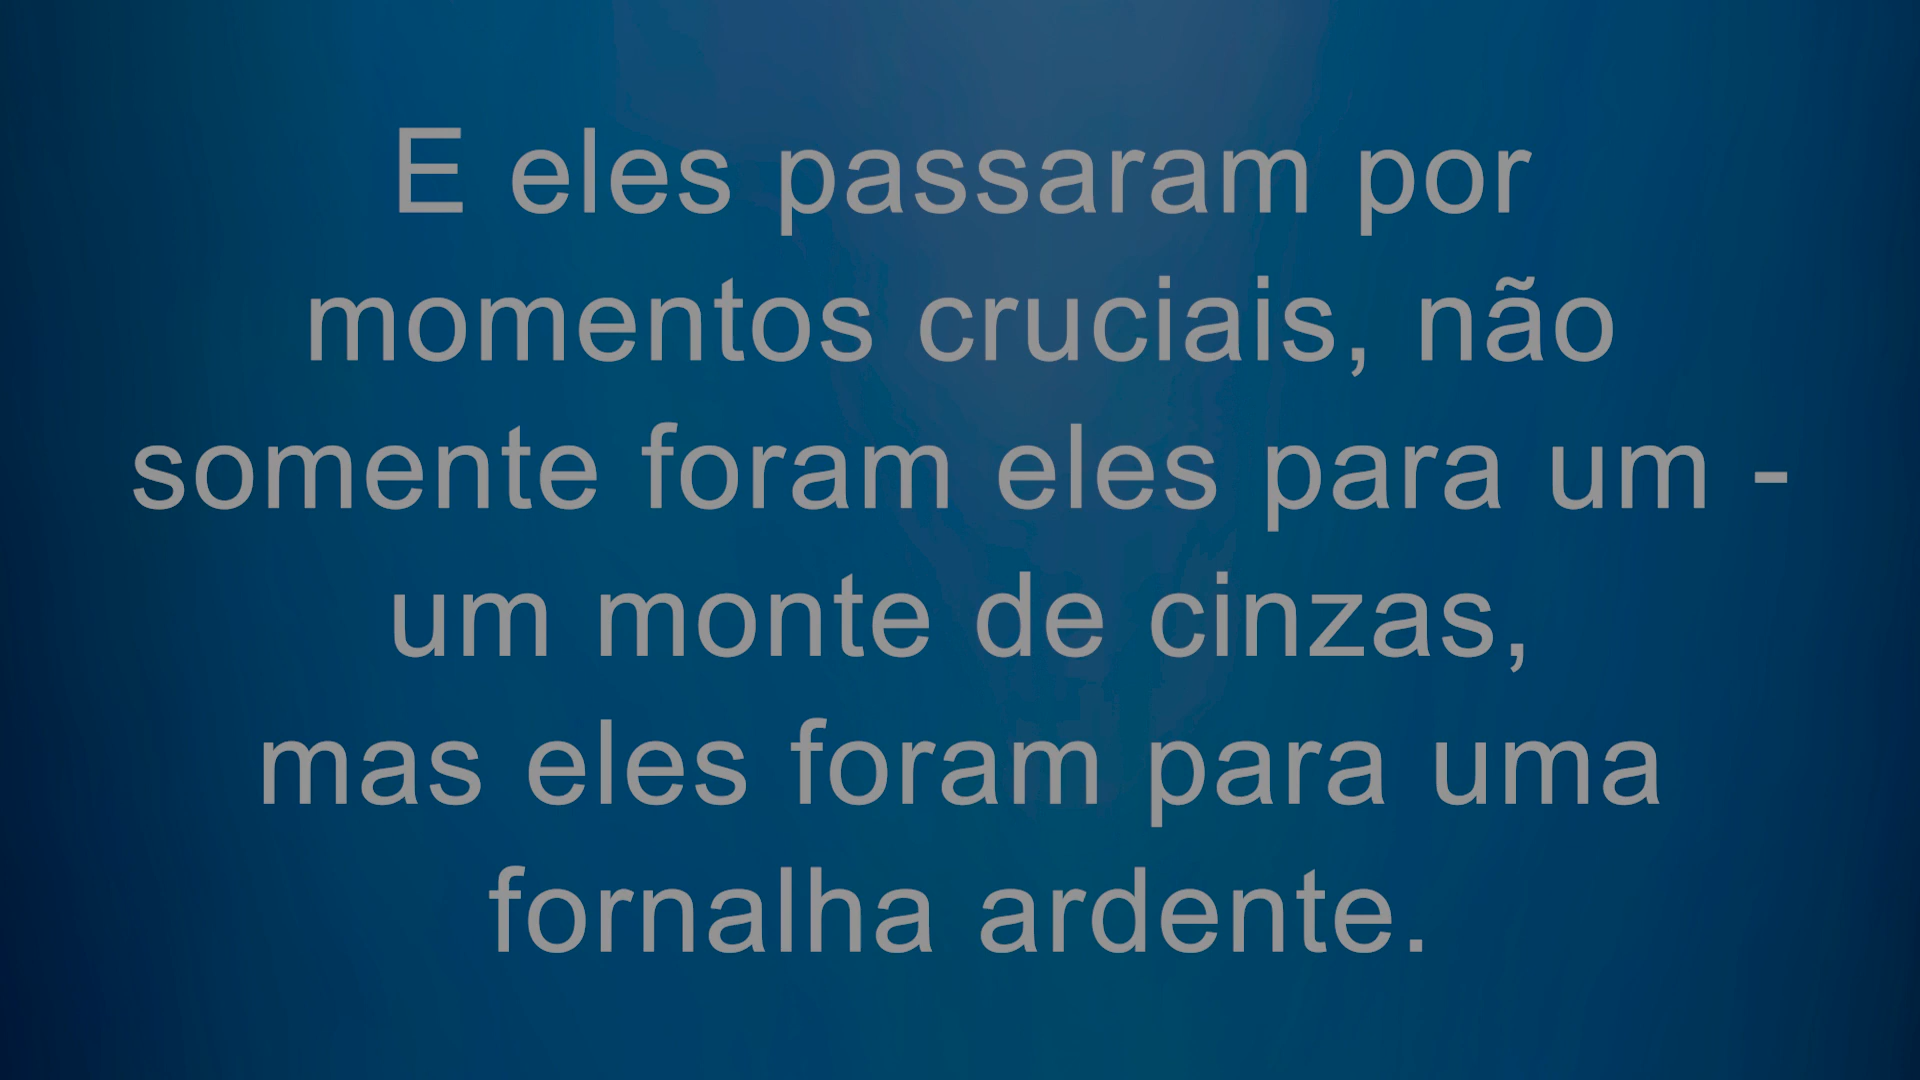 E eles passaram por
momentos cruciais, não
somente foram eles para um -
um monte de cinzas,
mas eles foram para uma
fornalha ardente.